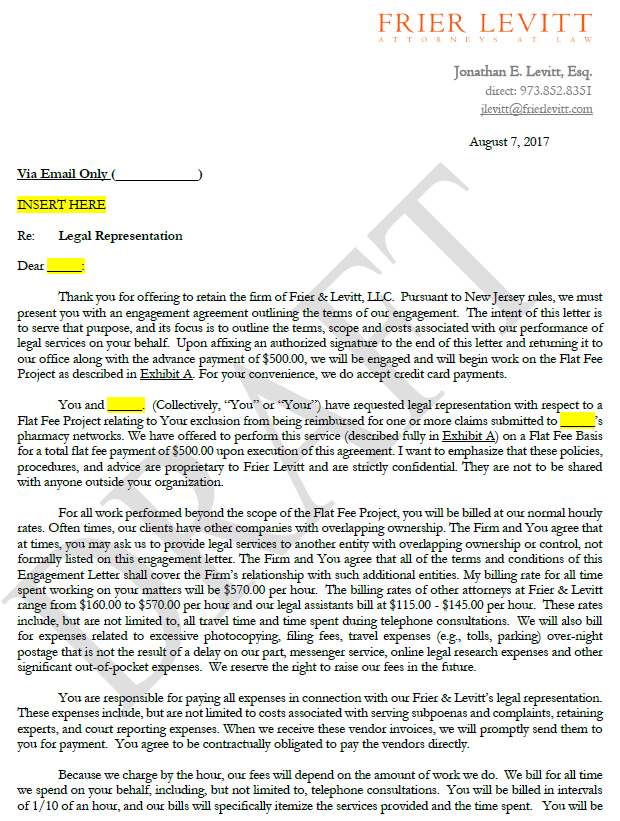 FRIER LEVITT
ATTORNEYS AT LAW
Jonathan E. Levitt, Esq.
direct: 973.852.8351
jlevitt@frierlevitt.com
August 7, 2017
Via Email Only (____________)
INSERT HERE
Re: Legal Representation
Dear _____:
Thank you for offering to retain the firm of Frier & Levitt, LLC. Pursuant to New Jersey rules, we must
present you with an engagement agreement outlining the terms of our engagement. The intent of this letter is
to serve that purpose, and its focus is to outline the terms, scope and costs associated with our performance of
legal services on your behalf. Upon affixing an authorized signature to the end of this letter and returning it to
our office along with the advance payment of $500.00, we will be engaged and will begin work on the Flat Fee
Project as described in Exhibit A. For your convenience, we do accept credit card payments.
You and _____. (Collectively, “You” or “Your”) have requested legal representation with respect to a
Flat Fee Project relating to Your exclusion from being reimbursed for one or more claims submitted to _____’s
pharmacy networks. We have offered to perform this service (described fully in Exhibit A) on a Flat Fee Basis
for a total flat fee payment of $500.00 upon execution of this agreement. I want to emphasize that these policies,
procedures, and advice are proprietary to Frier Levitt and are strictly confidential. They are not to be shared
with anyone outside your organization.
For all work performed beyond the scope of the Flat Fee Project, you will be billed at our normal hourly
rates. Often times, our clients have other companies with overlapping ownership. The Firm and You agree that
at times, you may ask us to provide legal services to another entity with overlapping ownership or control, not
formally listed on this engagement letter. The Firm and You agree that all of the terms and conditions of this
Engagement Letter shall cover the Firm’s relationship with such additional entities. My billing rate for all time
spent working on your matters will be $570.00 per hour. The billing rates of other attorneys at Frier & Levitt
range from $160.00 to $570.00 per hour and our legal assistants bill at $115.00 - $145.00 per hour. These rates
include, but are not limited to, all travel time and time spent during telephone consultations. We will also bill
for expenses related to excessive photocopying, filing fees, travel expenses (e.g., tolls, parking) over-night
postage that is not the result of a delay on our part, messenger service, online legal research expenses and other
significant out-of-pocket expenses. We reserve the right to raise our fees in the future.
You are responsible for paying all expenses in connection with our Frier & Levitt’s legal representation.
These expenses include, but are not limited to costs associated with serving subpoenas and complaints, retaining
experts, and court reporting expenses. When we receive these vendor invoices, we will promptly send them to
you for payment. You agree to be contractually obligated to pay the vendors directly.
Because we charge by the hour, our fees will depend on the amount of work we do. We bill for all time
we spend on your behalf, including, but not limited to, telephone consultations. You will be billed in intervals
of 1/10 of an hour, and our bills will specifically itemize the services provided and the time spent. You will be
DRAFT